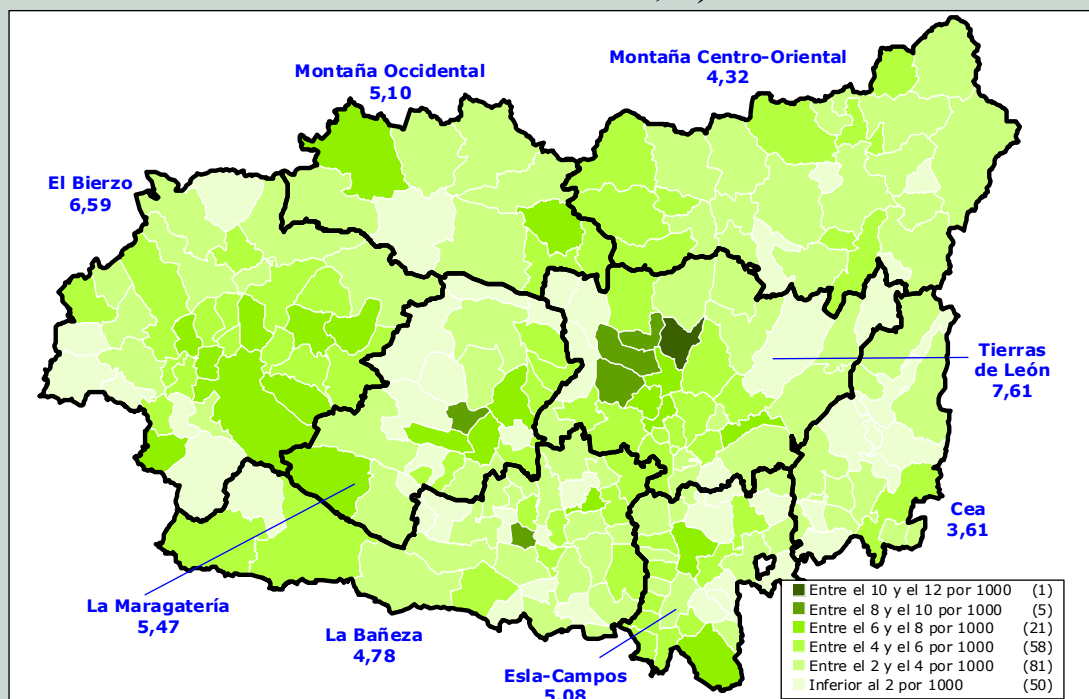 Montaña Occidental
5,10
Montaña Centro-Oriental
4,32
El Bierzo
6,59
Tierras
de León
7,61
Cea
3,61
La Maragatería
5,47
La Bañeza
4,78
Esla-Campos
5,08
Entre el 10 y el 12 por 1000 (1)
Entre el 8 y el 10 por 1000 (5)
Entre el 6 y el 8 por 1000 (21)
Entre el 4 y el 6 por 1000 (58)
Entre el 2 y el 4 por 1000 (81)
Inferior al 2 por 1000 (50)